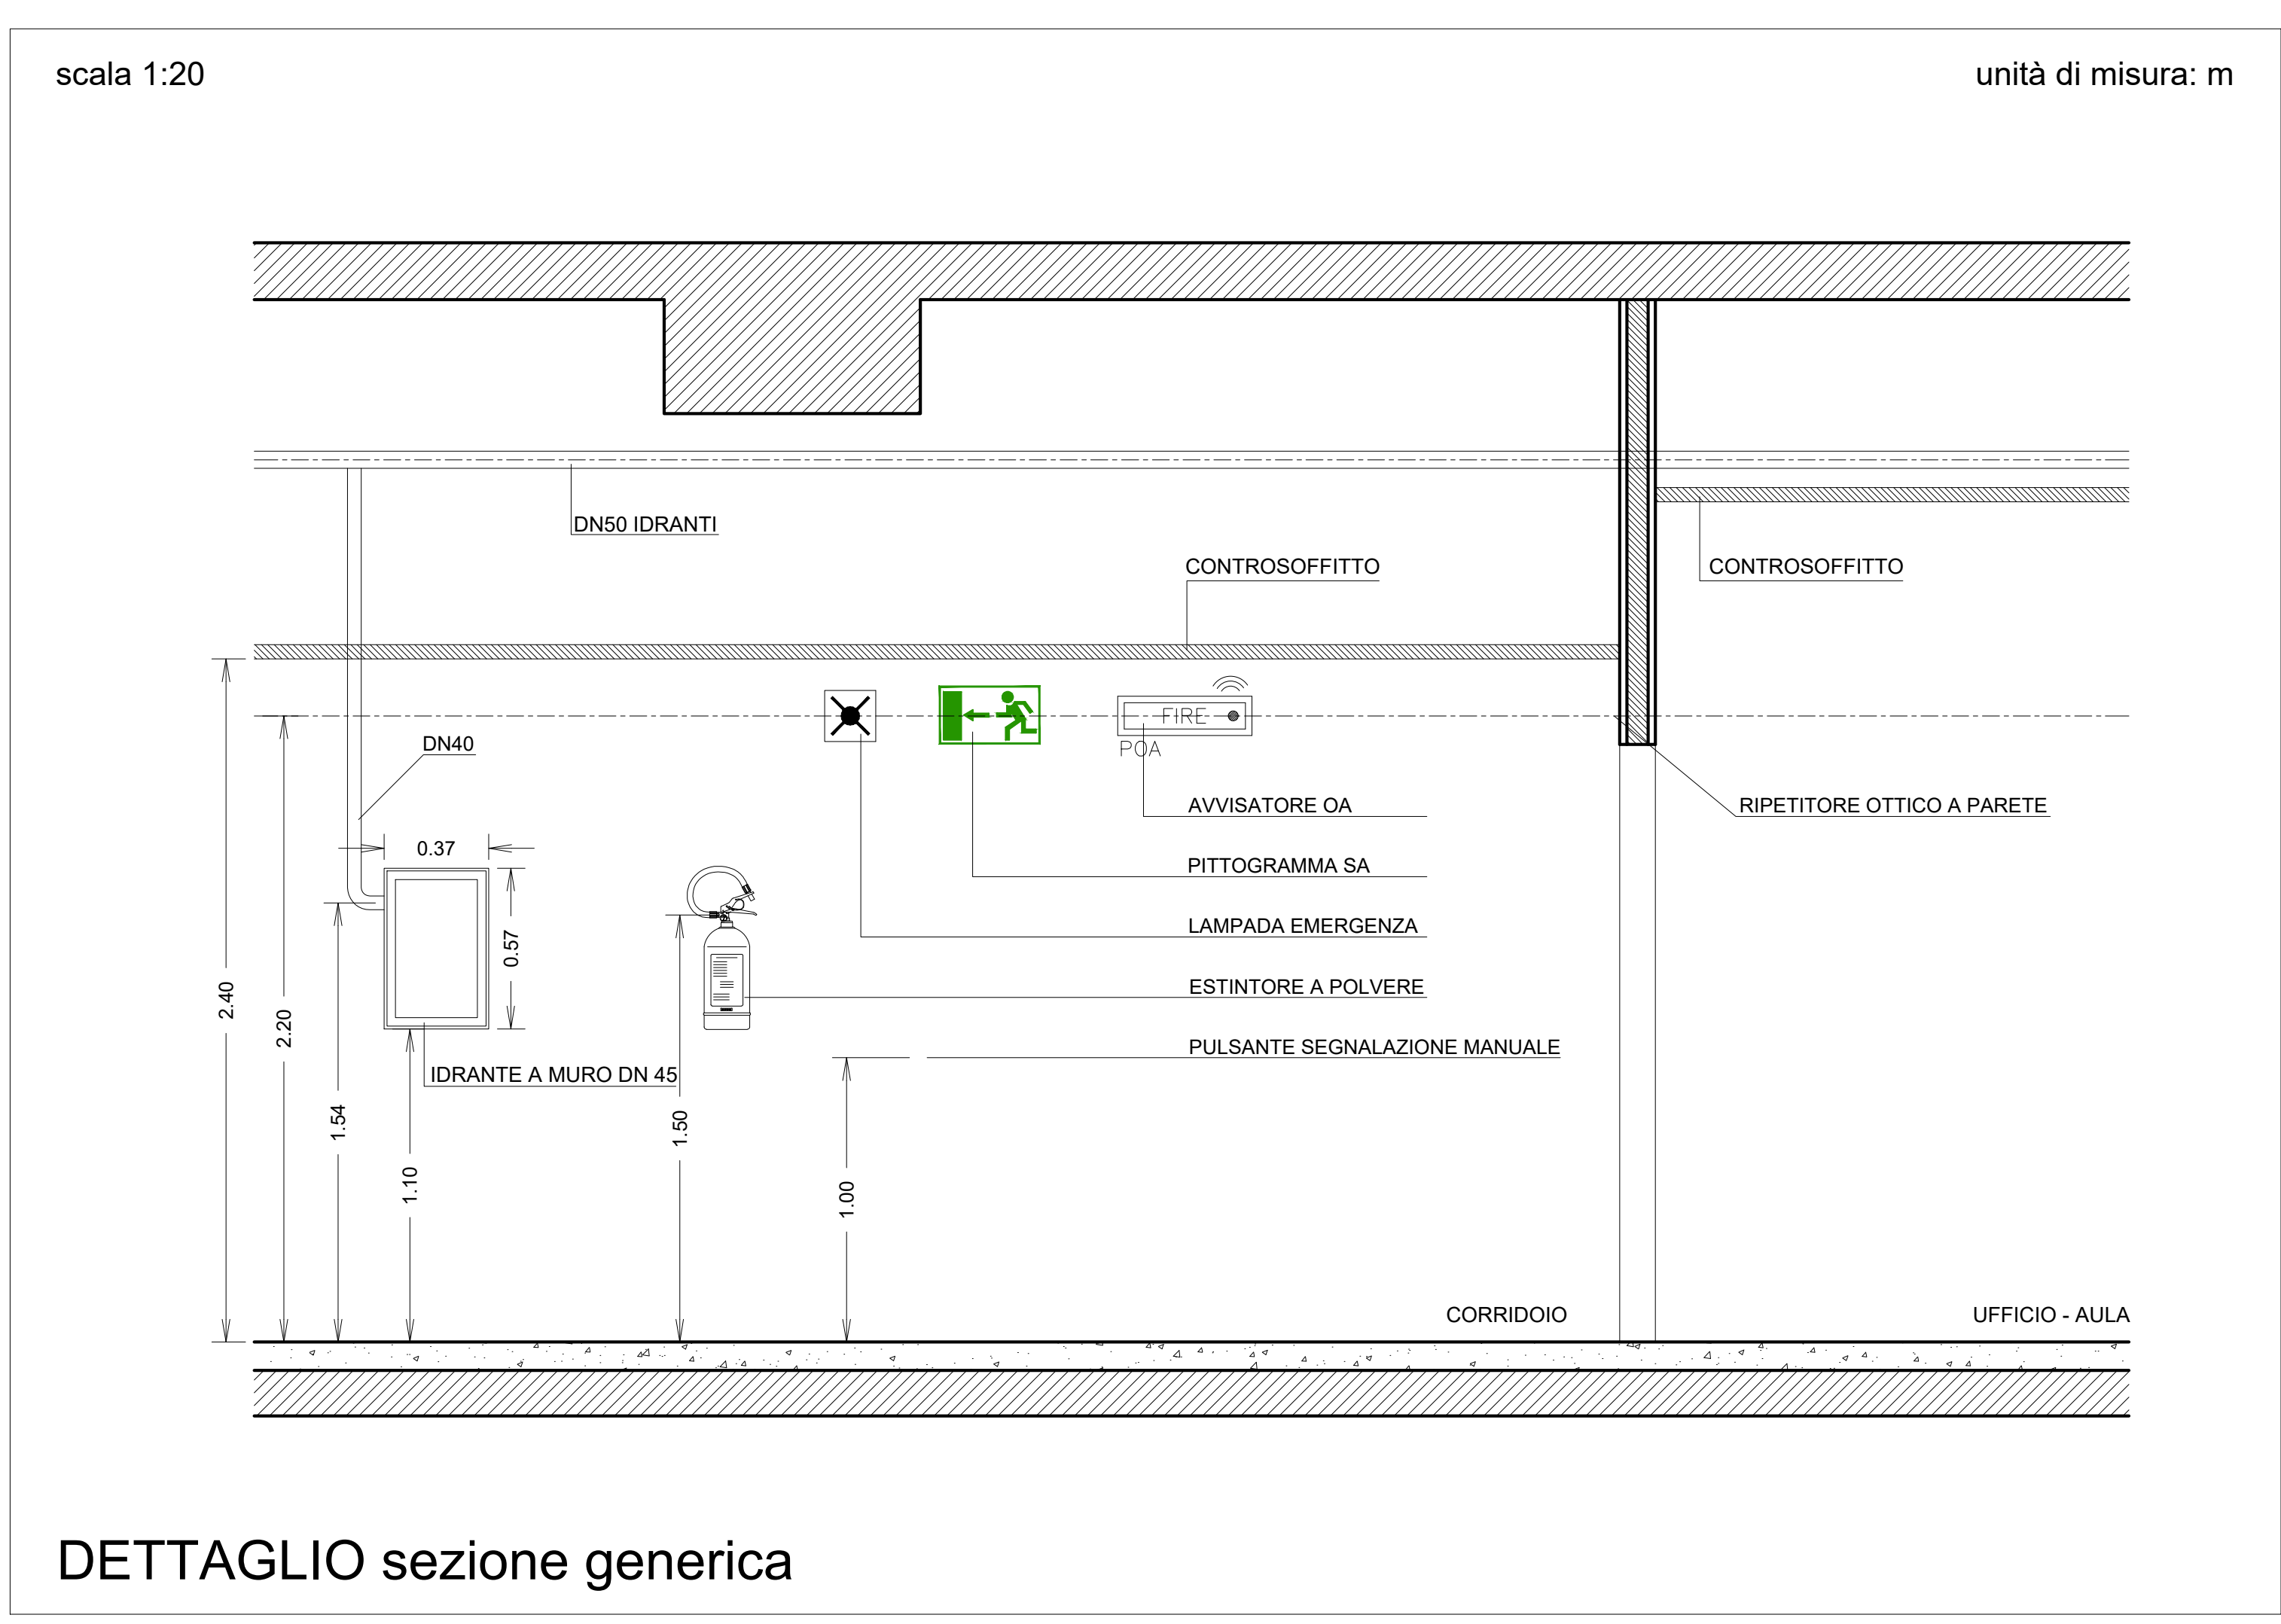 scala 1:20
unità di misura: m
DN50 IDRANTI
CONTROSOFFITTO
CONTROSOFFITTO
FIRE
POA
DN40
AVVISATORE OA
RIPETITORE OTTICO A PARETE
0.37
PITTOGRAMMA SA
LAMPADA EMERGENZA
0.57
ESTINTORE A POLVERE
2.40
2.20
PULSANTE SEGNALAZIONE MANUALE
IDRANTE A MURO DN 45
1.54
1.50
1.10
1.00
CORRIDOIO
UFFICIO - AULA
DETTAGLIO sezione generica